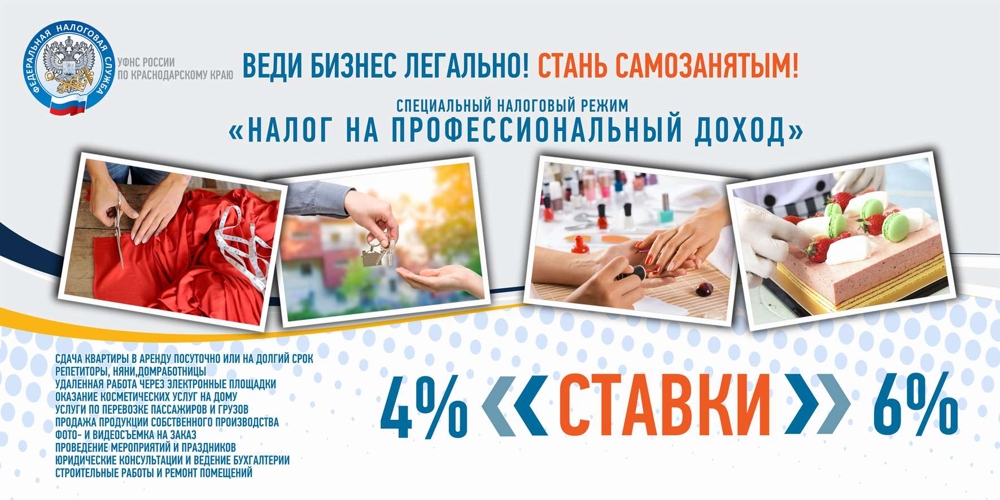 ФЕДЕРАЛЬНАЯ НАЛОГОВАЯ СЛУЖБА
УФНС РОССИИ
ПО КРАСНОДАРСКОМУ КРАЮ
ВЕДИ БИЗНЕС ЛЕГАЛЬНО! СТАНЬ САМОЗАНЯТЫМ!
СПЕЦИАЛЬНЫЙ НАЛОГОВЫЙ РЕЖИМ
«НАЛОГ НА ПРОФЕССИОНАЛЬНЫЙ ДОХОД»
СДАЧА КВАРТИРЫ В АРЕНДУ ПОСУТОЧНО ИЛИ НА ДОЛГИЙ СРОК
РЕПЕТИТОРЫ, НЯНИ,ДОМРАБОТНИЦЫ
УДАЛЕННАЯ РАБОТА ЧЕРЕЗ ЭЛЕКТРОННЫЕ ПЛОЩАДКИ
ОКАЗАНИЕ КОСМЕТИЧЕСКИХ УСЛУГ НА ДОМУ
УСЛУГИ ПО ПЕРЕВОЗКЕ ПАССАЖИРОВ И ГРУЗОВ
ПРОДАЖА ПРОДУКЦИИ СОБСТВЕННОГО ПРОИЗВОДСТВА
ФОТО- И ВИДЕОСЪЕМКА НА ЗАКАЗ
ПРОВЕДЕНИЕ МЕРОПРИЯТИЙ И ПРАЗДНИКОВ
ЮРИДИЧЕСКИЕ КОНСУЛЬТАЦИИ И ВЕДЕНИЕ БУХГАЛТЕРИИ
СТРОИТЕЛЬНЫЕ РАБОТЫ И РЕМОНТ ПОМЕЩЕНИЙ
4% СТАВКИ 6%